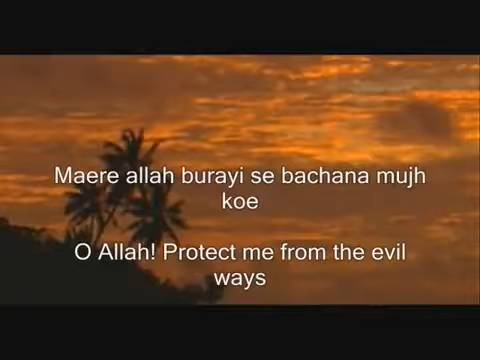 Maere allah burayi se bachana mujh
koe
O Allah! Protect me from the evil
ways